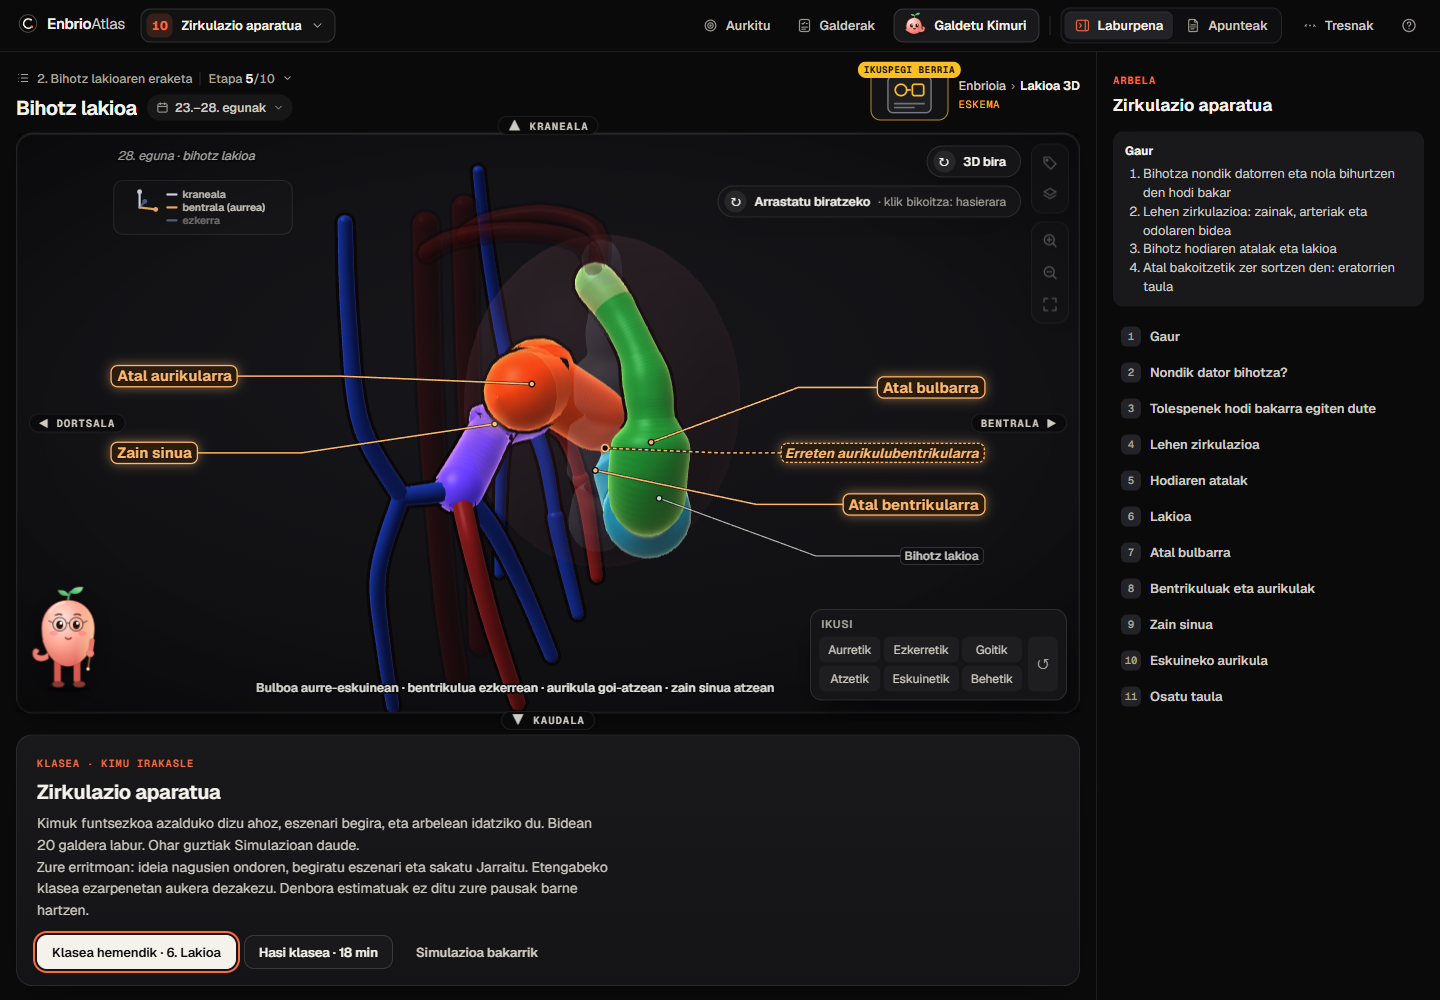 EnbrioAtlas
10 Zirkulazio aparatua
Aurkitu
Galderak
Galdetu Kimuri
Laburpena
Apunteak
Tresnak
2. Bihotz lakioaren eraketa
Etapa 5/10
Bihotz lakioa
23.–28. egunak
IKUSPEGI BERRIA
Enbrioia › Lakioa 3D
ESKEMA
▲ KRANEALA
28. eguna · bihotz lakioa
kraneala
bentrala (aurrea)
ezkerra
3D bira
Arrastatu biratzeko · klik bikoitza: hasierara
Atal aurikularra
Atal bulbarra
◀ DORTSALA
BENTRALA ▶
Zain sinua
Erreten aurikulubentrikularra
Atal bentrikularra
Bihotz lakioa
IKUSI
Aurretik
Ezkerretik
Goitik
Atzetik
Eskuinetik
Behetik
Bulboa aurre-eskuinean · bentrikulua ezkerrean · aurikula goi-atzean · zain sinua atzean
▼ KAUDALA
KLASEA · KIMU IRAKASLE
Zirkulazio aparatua
Kimuk funtsezkoa azalduko dizu ahoz, eszenari begira, eta arbelean idatziko du. Bidean
20 galdera labur. Ohar guztiak Simulazioan daude.
Zure erritmoan: ideia nagusien ondoren, begiratu eszenari eta sakatu Jarraitu. Etengabeko
klasea ezarpenetan aukera dezakezu. Denbora estimatuak ez ditu zure pausak barne
hartzen.
Klasea hemendik · 6. Lakioa
Hasi klasea · 18 min
Simulazioa bakarrik
ARBELA
Zirkulazio aparatua
Gaur
1. Bihotza nondik datorren eta nola bihurtzen
den hodi bakar
2. Lehen zirkulazioa: zainak, arteriak eta
odolaren bidea
3. Bihotz hodiaren atalak eta lakioa
4. Atal bakoitzetik zer sortzen den: eratorrien
taula
1 Gaur
2 Nondik dator bihotza?
3 Tolespenek hodi bakarra egiten dute
4 Lehen zirkulazioa
5 Hodiaren atalak
6 Lakioa
7 Atal bulbarra
8 Bentrikuluak eta aurikulak
9 Zain sinua
10 Eskuineko aurikula
11 Osatu taula